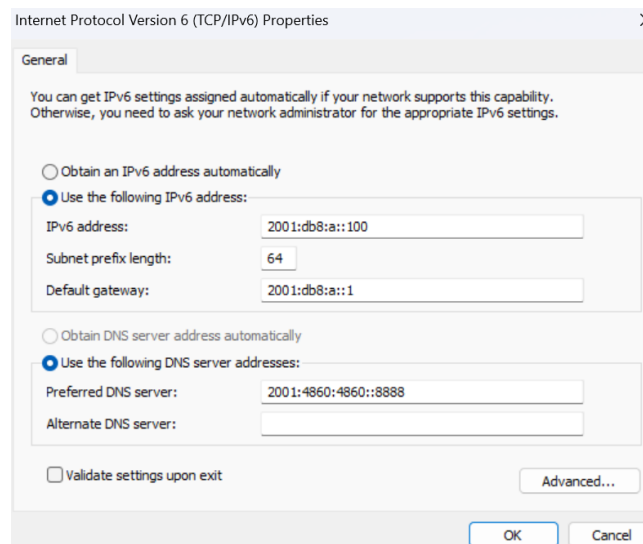 Internet Protocol Version 6 (TCP/IPv6) Properties
General
You can get IPv6 settings assigned automatically if your network supports this capability.
Otherwise, you need to ask your network administrator for the appropriate IPv6 settings.
Obtain an IPv6 address automatically
Use the following IPv6 address:
IPv6 address: 2001:db8:a::100
Subnet prefix length: 64
Default gateway: 2001:db8:a::1
Obtain DNS server address automatically
Use the following DNS server addresses:
Preferred DNS server: 2001:4860:4860::8888
Alternate DNS server:
Validate settings upon exit
Advanced...
OK Cancel